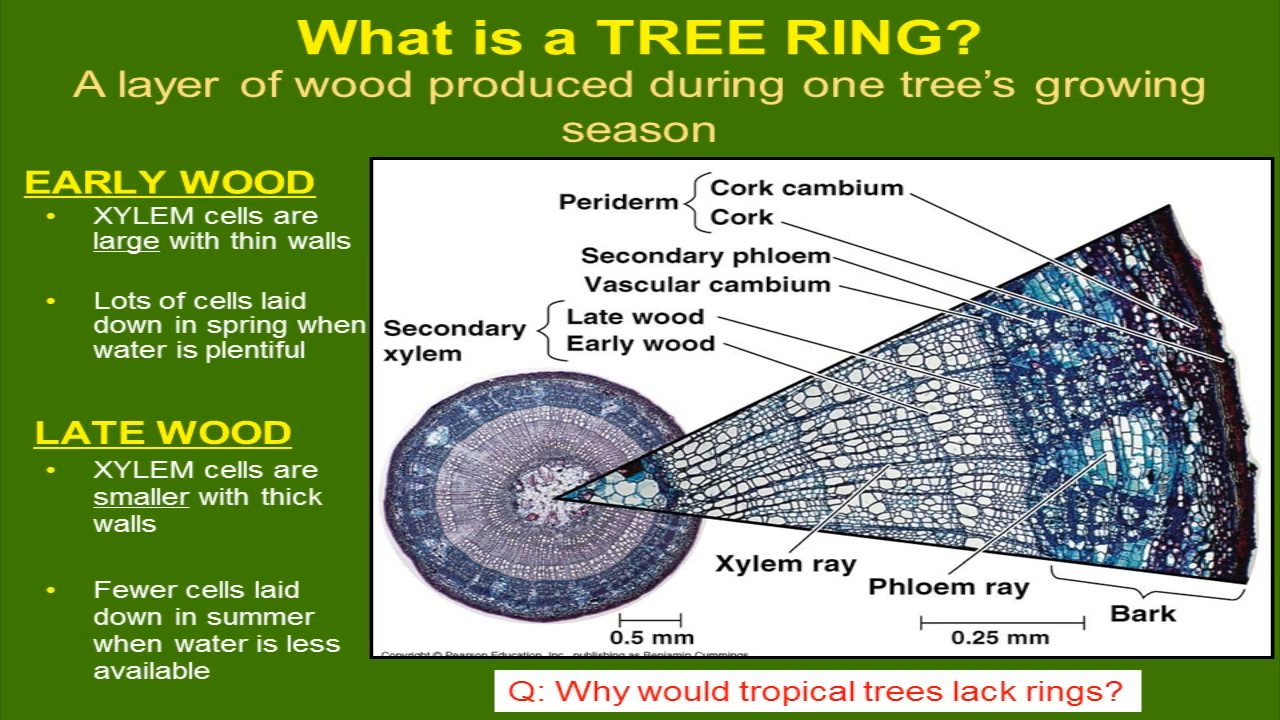 What is a TREE RING?
A layer of wood produced during one tree’s growing
season
EARLY WOOD
• XYLEM cells are
large with thin walls
• Lots of cells laid
down in spring when
water is plentiful
LATE WOOD
• XYLEM cells are
smaller with thick
walls
• Fewer cells laid
down in summer
when water is less
available
Periderm
Cork cambium
Cork
Secondary phloem
Vascular cambium
Secondary
xylem
Late wood
Early wood
Xylem ray
Phloem ray
Bark
0.5 mm
0.25 mm
Copyright © Pearson Education, Inc., publishing as Benjamin Cummings.
Q: Why would tropical trees lack rings?